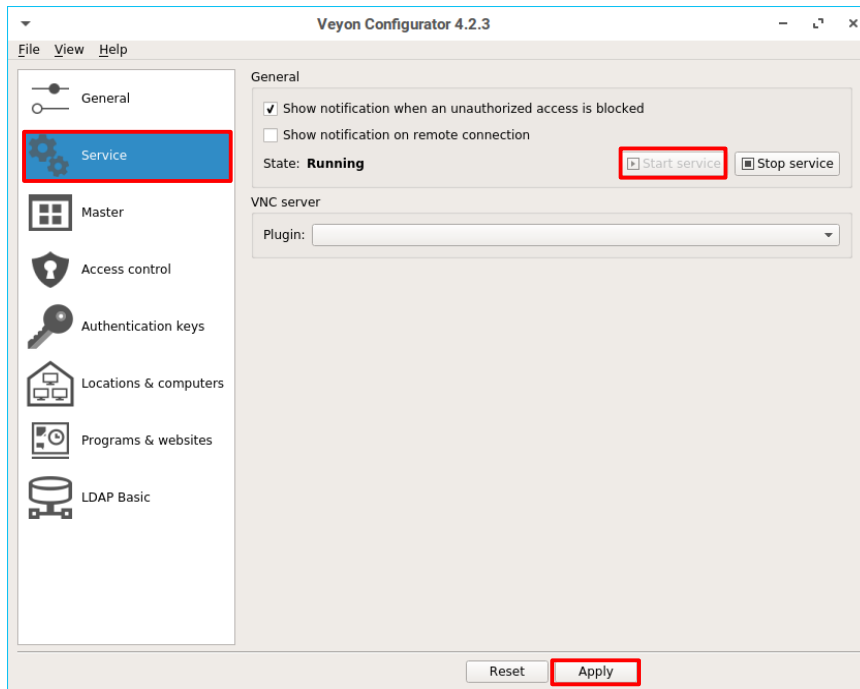 Veyon Configurator 4.2.3
File View Help
General
Service
Master
Access control
Authentication keys
Locations & computers
Programs & websites
LDAP Basic
General
Show notification when an unauthorized access is blocked
Show notification on remote connection
State: Running
Start service
Stop service
VNC server
Plugin:
Reset
Apply